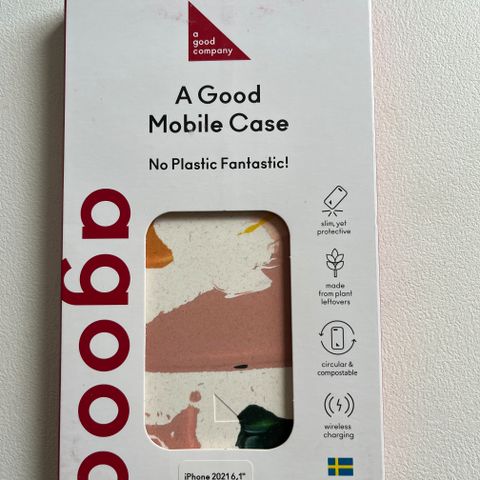 a
good
company
A Good
Mobile Case
No Plastic Fantastic!
agood
slim, yet
protective
made
from plant
leftovers
circular &
compostable
wireless
charging
iPhone 2021 6,1"